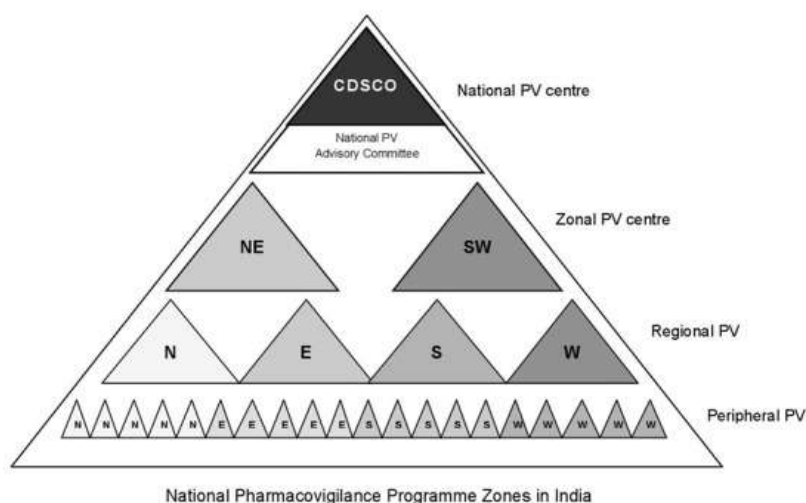 CDSCO
National PV centre
National PV
Advisory Committee
Zonal PV centre
NE SW
Regional PV
N E S W
Peripheral PV
N N N N N E E E E E S S S S S W W W W W
National Pharmacovigilance Programme Zones in India